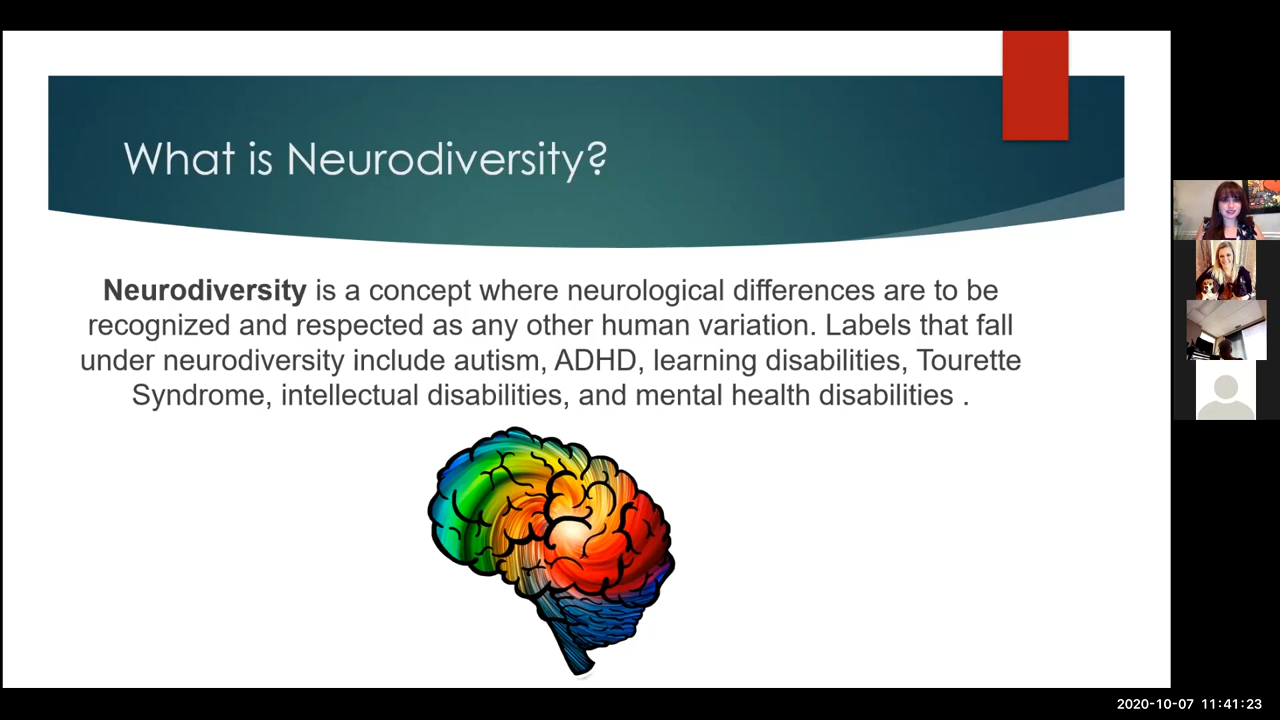 What is Neurodiversity?
Neurodiversity is a concept where neurological differences are to be
recognized and respected as any other human variation. Labels that fall
under neurodiversity include autism, ADHD, learning disabilities, Tourette
Syndrome, intellectual disabilities, and mental health disabilities .
2020-10-07 11:41:23